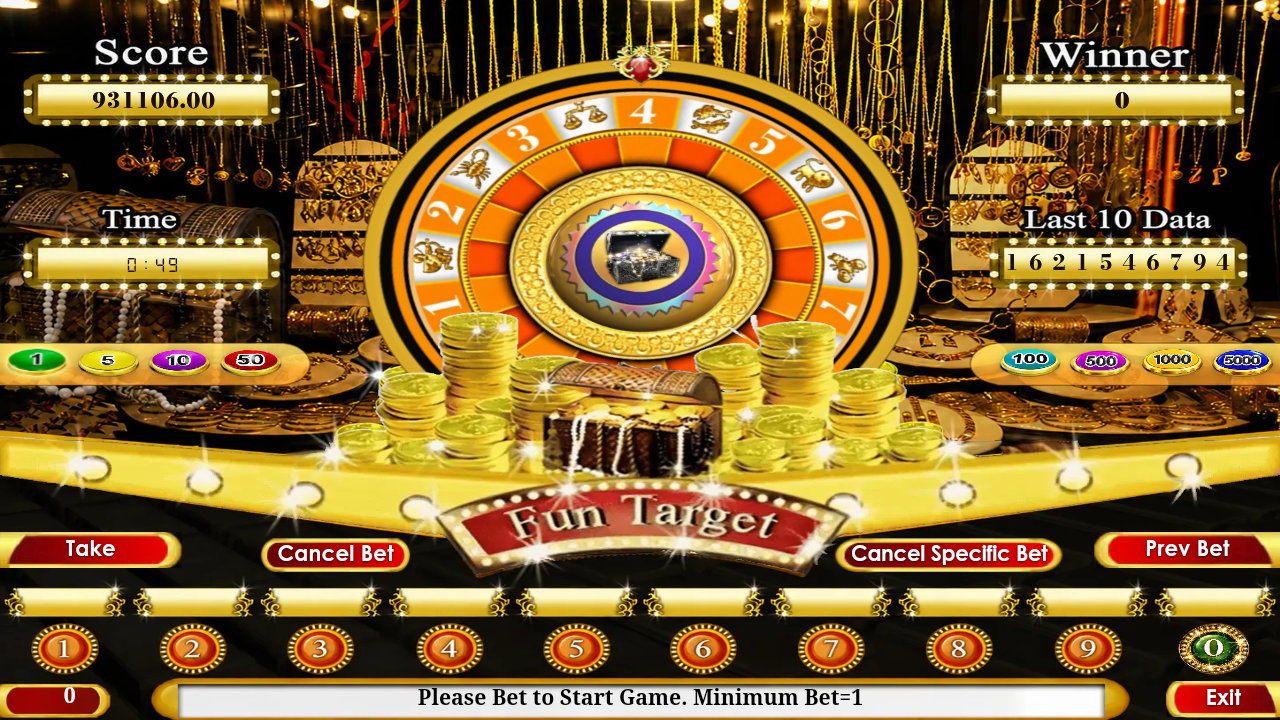 Score
931106.00
Winner
0
Time
0:49
Last 10 Data
1 6 2 1 5 4 6 7 9 4
1
2
3
4
5
6
7
1
5
10
50
100
500
1000
5000
Fun Target
Take
Cancel Bet
Cancel Specific Bet
Prev Bet
1 2 3 4 5 6 7 8 9 0
0
Please Bet to Start Game. Minimum Bet=1
Exit